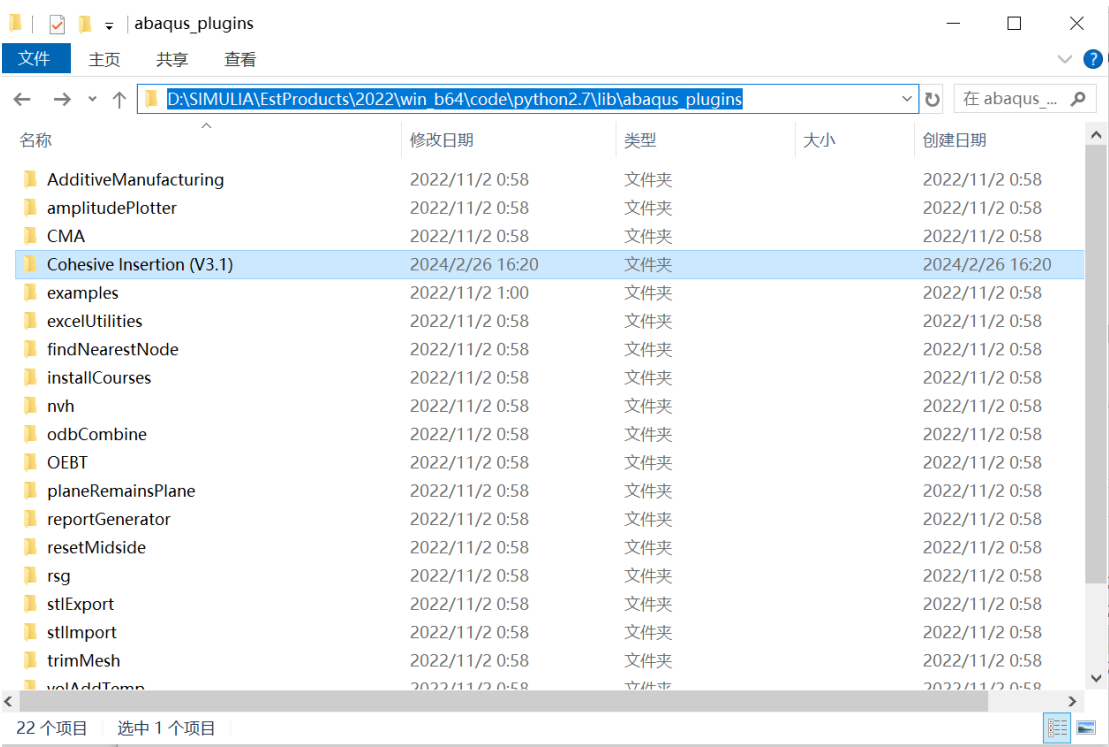 abaqus_plugins
文件 主页 共享 查看
D:\SIMULIA\EstProducts\2022\win_b64\code\python2.7\lib\abaqus_plugins 在 abaqus_...
名称 修改日期 类型 大小 创建日期
AdditiveManufacturing 2022/11/2 0:58 文件夹 2022/11/2 0:58
amplitudePlotter 2022/11/2 0:58 文件夹 2022/11/2 0:58
CMA 2022/11/2 0:58 文件夹 2022/11/2 0:58
Cohesive Insertion (V3.1) 2024/2/26 16:20 文件夹 2024/2/26 16:20
examples 2022/11/2 1:00 文件夹 2022/11/2 0:58
excelUtilities 2022/11/2 0:58 文件夹 2022/11/2 0:58
findNearestNode 2022/11/2 0:58 文件夹 2022/11/2 0:58
installCourses 2022/11/2 0:58 文件夹 2022/11/2 0:58
nvh 2022/11/2 0:58 文件夹 2022/11/2 0:58
odbCombine 2022/11/2 0:58 文件夹 2022/11/2 0:58
OEBT 2022/11/2 0:58 文件夹 2022/11/2 0:58
planeRemainsPlane 2022/11/2 0:58 文件夹 2022/11/2 0:58
reportGenerator 2022/11/2 0:58 文件夹 2022/11/2 0:58
resetMidside 2022/11/2 0:58 文件夹 2022/11/2 0:58
rsg 2022/11/2 0:58 文件夹 2022/11/2 0:58
stlExport 2022/11/2 0:58 文件夹 2022/11/2 0:58
stlImport 2022/11/2 0:58 文件夹 2022/11/2 0:58
trimMesh 2022/11/2 0:58 文件夹 2022/11/2 0:58
volAddTemp 2022/11/2 0:58 文件夹 2022/11/2 0:58
22 个项目 选中 1 个项目